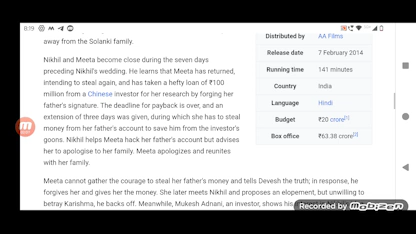 8:19
away from the Solanki family.
Nikhil and Meeta become close during the seven days
preceding Nikhil's wedding. He learns that Meeta has returned,
intending to steal again, and has taken a hefty loan of ₹100
million from a Chinese investor for her research by forging her
father's signature. The deadline for payback is over, and an
extension of three days was given, during which she has to steal
money from her father's account to save him from the investor's
goons. Nikhil helps Meeta hack her father's account but advises
her to apologise to her family. Meeta apologizes and reunites
with her family.
Meeta cannot gather the courage to steal her father's money and tells Devesh the truth; in response, he
forgives her and gives her the money. She later meets Nikhil and proposes an elopement, but unwilling to
betray Karishma, he backs off. Meanwhile, Mukesh Adnani, an investor, shows his
Distributed by AA Films
Release date 7 February 2014
Running time 141 minutes
Country India
Language Hindi
Budget ₹20 crore[1]
Box office ₹63.38 crore[2]
Recorded by Mobizen